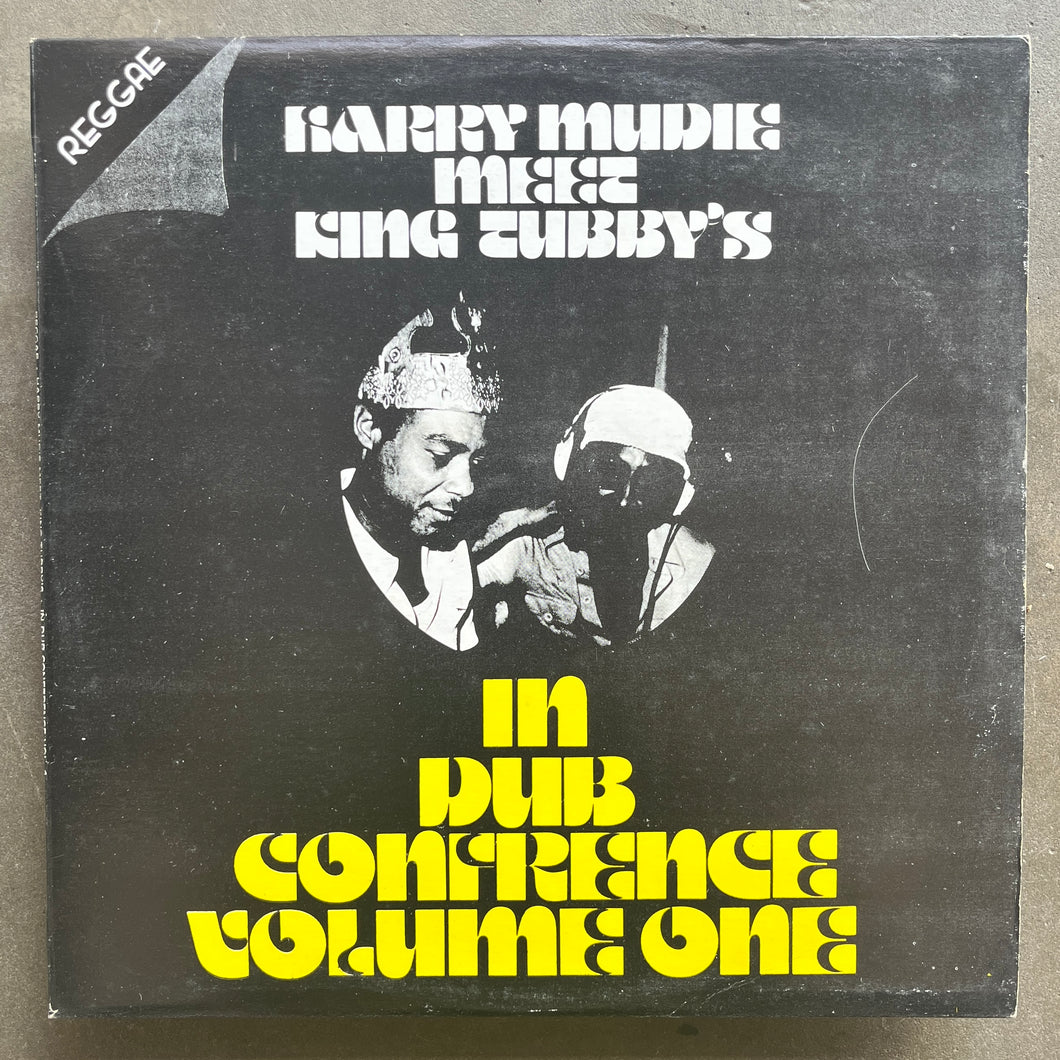 REGGAE
HARRY MUDIE
MEET
KING TUBBY'S
IN
DUB
CONFRENCE
VOLUME ONE